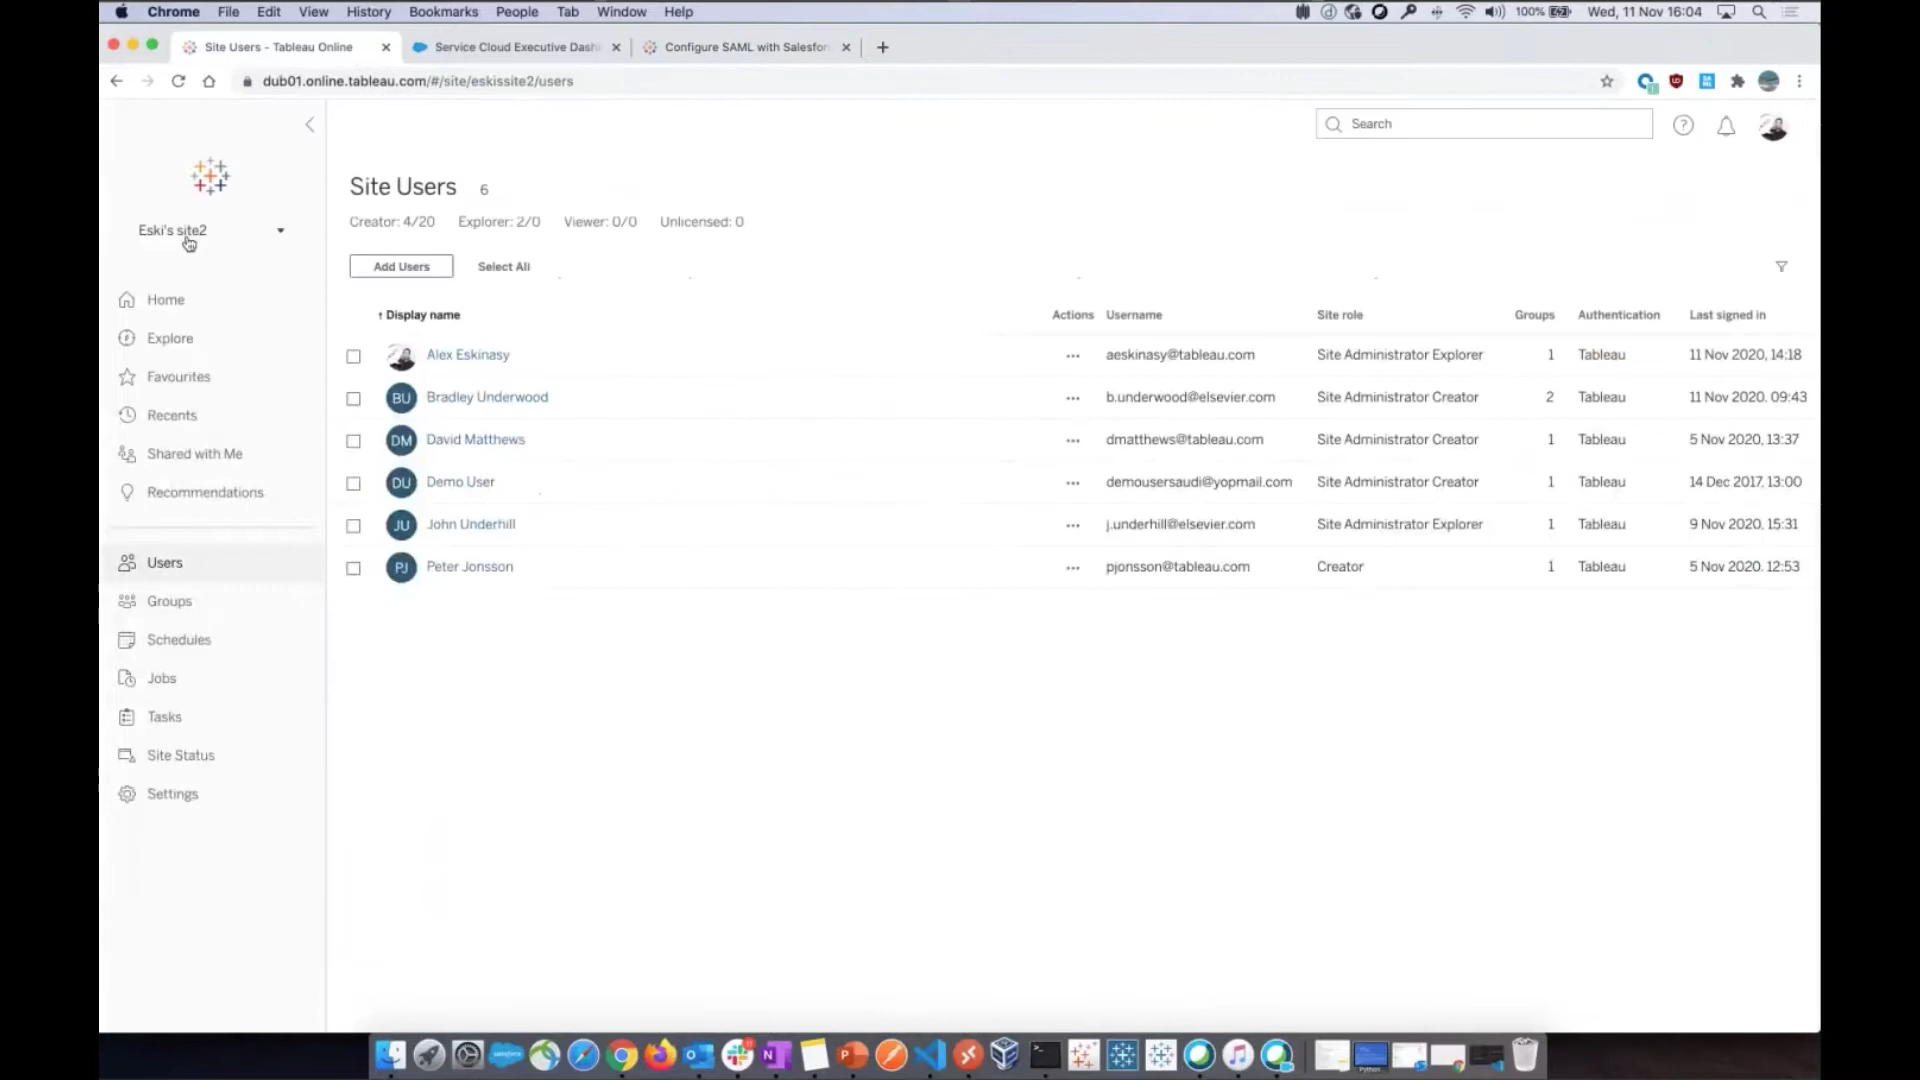 Chrome File Edit View History Bookmarks People Tab Window Help 100% Wed, 11 Nov 16:04
Site Users - Tableau Online Service Cloud Executive Dash Configure SAML with Salesfor
dub01.online.tableau.com/#/site/eskissite2/users
Search
Eski's site2
Home
Explore
Favourites
Recents
Shared with Me
Recommendations
Users
Groups
Schedules
Jobs
Tasks
Site Status
Settings
Site Users 6
Creator: 4/20 Explorer: 2/0 Viewer: 0/0 Unlicensed: 0
Add Users Select All
↑ Display name Actions Username Site role Groups Authentication Last signed in
Alex Eskinasy ••• aeskinasy@tableau.com Site Administrator Explorer 1 Tableau 11 Nov 2020, 14:18
BU Bradley Underwood ••• b.underwood@elsevier.com Site Administrator Creator 2 Tableau 11 Nov 2020, 09:43
DM David Matthews ••• dmatthews@tableau.com Site Administrator Creator 1 Tableau 5 Nov 2020, 13:37
DU Demo User ••• demousersaudi@yopmail.com Site Administrator Creator 1 Tableau 14 Dec 2017, 13:00
JU John Underhill ••• j.underhill@elsevier.com Site Administrator Explorer 1 Tableau 9 Nov 2020, 15:31
PJ Peter Jonsson ••• pjonsson@tableau.com Creator 1 Tableau 5 Nov 2020, 12:53